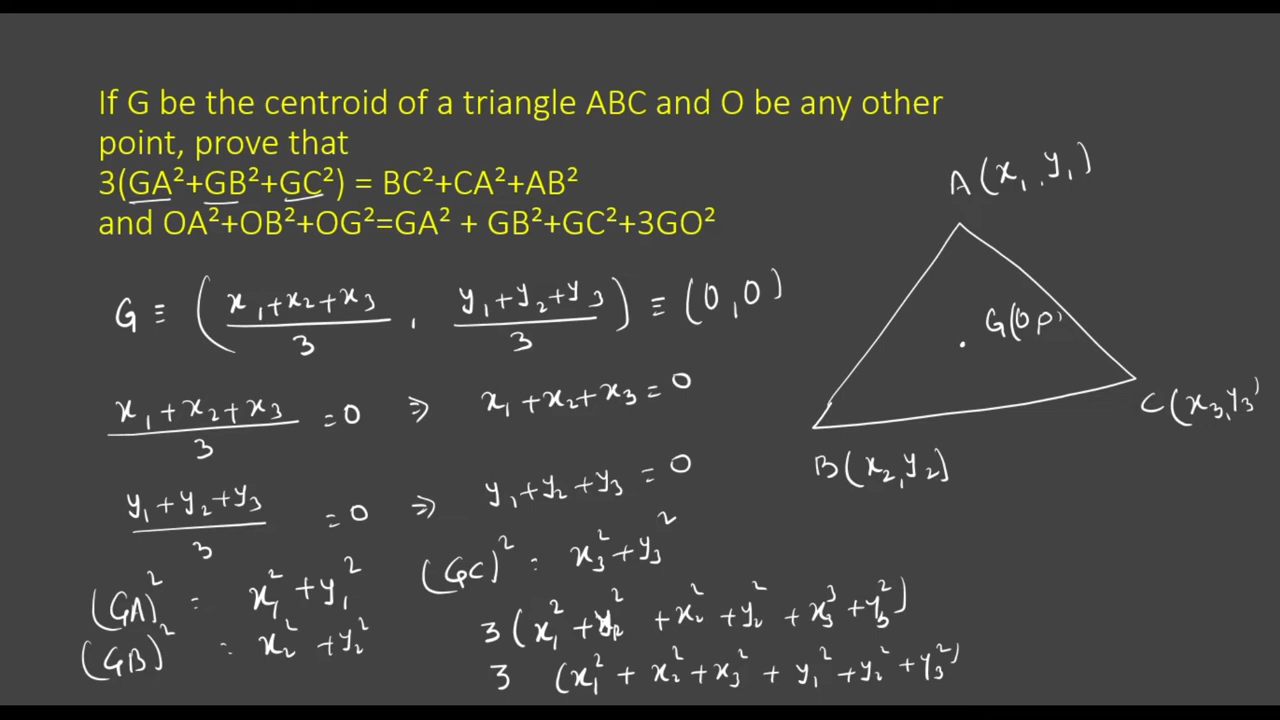 If G be the centroid of a triangle ABC and O be any other
point, prove that
3(GA²+GB²+GC²) = BC²+CA²+AB²
and OA²+OB²+OG²=GA² + GB²+GC²+3GO²
A(x₁, y₁)
G ≡ ( (x₁+x₂+x₃)/3 , (y₁+y₂+y₃)/3 ) ≡ (0,0)
G(0
(x₁+x₂+x₃)/3 = 0 ⇒ x₁+x₂+x₃=0
C(x₃,y₃)
B(x₂,y₂)
(y₁+y₂+y₃)/3 = 0 ⇒ y₁+y₂+y₃ = 0
(GC)² = x₃²+y₃²
(GA)² = x₁²+y₁²
(GB)² = x₂²+y₂²
3(x₁²+ +x₂²+y₂²+x₃³+y₃²)
3 (x₁²+x₂²+x₃²+y₁²+y₂²+y₃²)